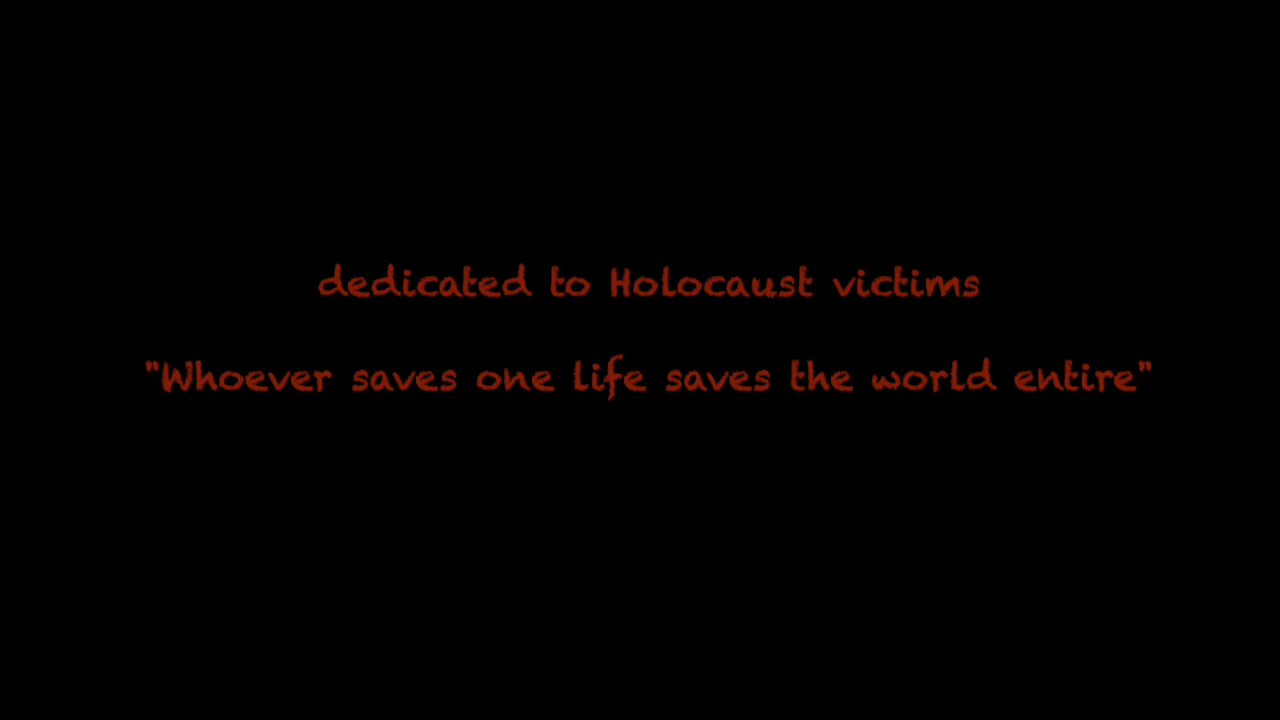 dedicated to Holocaust victims
"Whoever saves one life saves the world entire"